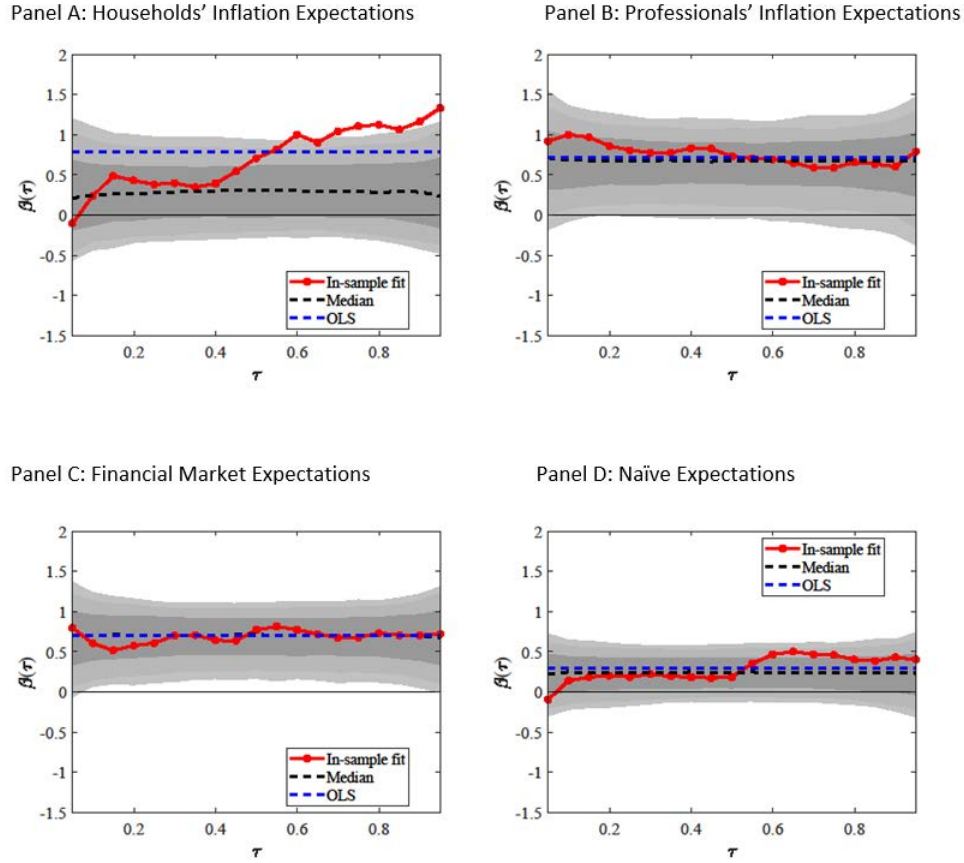 Panel A: Households’ Inflation Expectations
2
1.5
1
0.5
0
-0.5
-1
-1.5
β(τ)
In-sample fit
Median
OLS
0.2 0.4 0.6 0.8
τ
Panel B: Professionals’ Inflation Expectations
2
1.5
1
0.5
0
-0.5
-1
-1.5
β(τ)
In-sample fit
Median
OLS
0.2 0.4 0.6 0.8
τ
Panel C: Financial Market Expectations
2
1.5
1
0.5
0
-0.5
-1
-1.5
β(τ)
In-sample fit
Median
OLS
0.2 0.4 0.6 0.8
τ
Panel D: Naïve Expectations
2
1.5
1
0.5
0
-0.5
-1
-1.5
β(τ)
In-sample fit
Median
OLS
0.2 0.4 0.6 0.8
τ